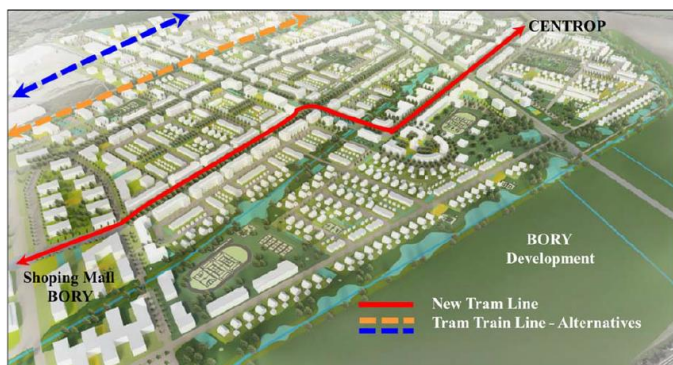 CENTROP
Shoping Mall
BORY
BORY
Development
New Tram Line
Tram Train Line - Alternatives